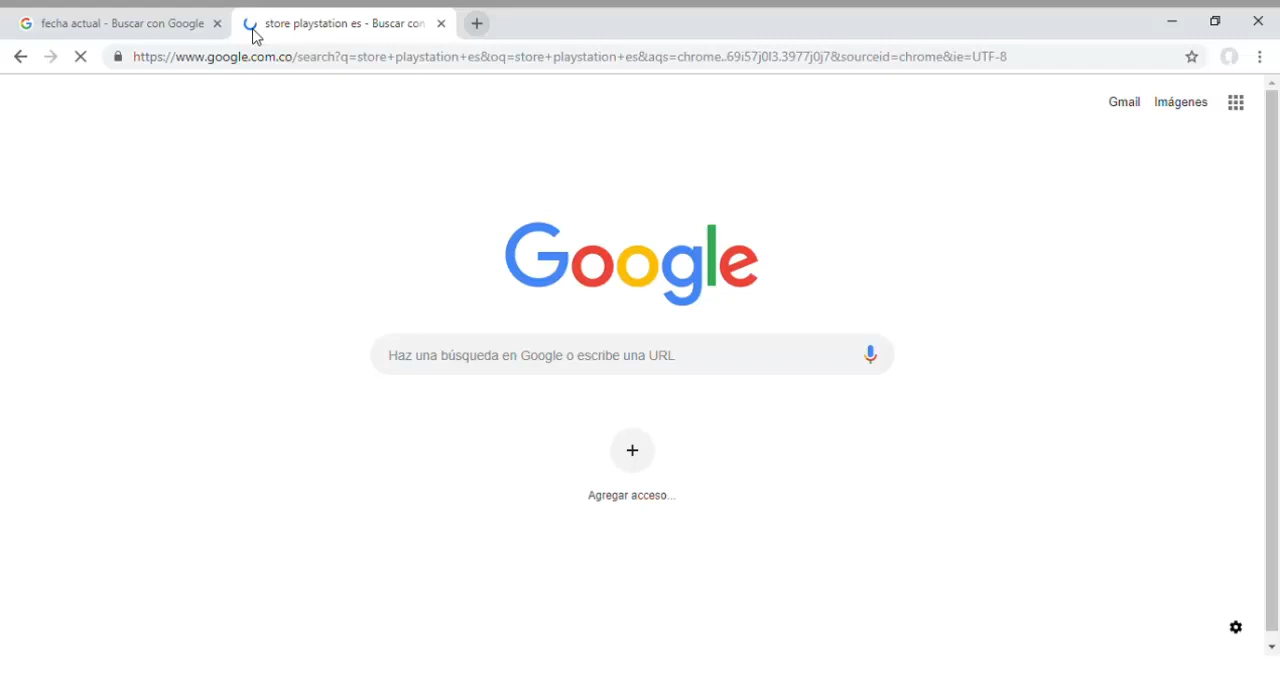 fecha actual - Buscar con Google
store playstation es - Buscar con
https://www.google.com.co/search?q=store+playstation+es&oq=store+playstation+es&aqs=chrome..69i57j0l3.3977j0j7&sourceid=chrome&ie=UTF-8
Gmail Imágenes
Google
Haz una búsqueda en Google o escribe una URL
Agregar acceso...